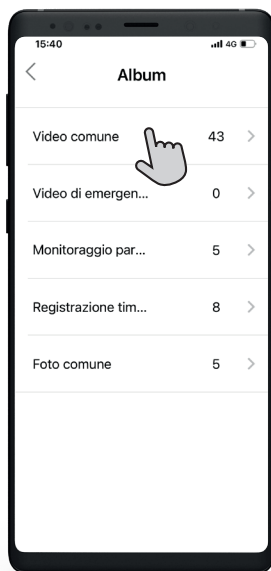 15:40 4G
Album
Video comune 43
Video di emergen... 0
Monitoraggio par... 5
Registrazione tim... 8
Foto comune 5